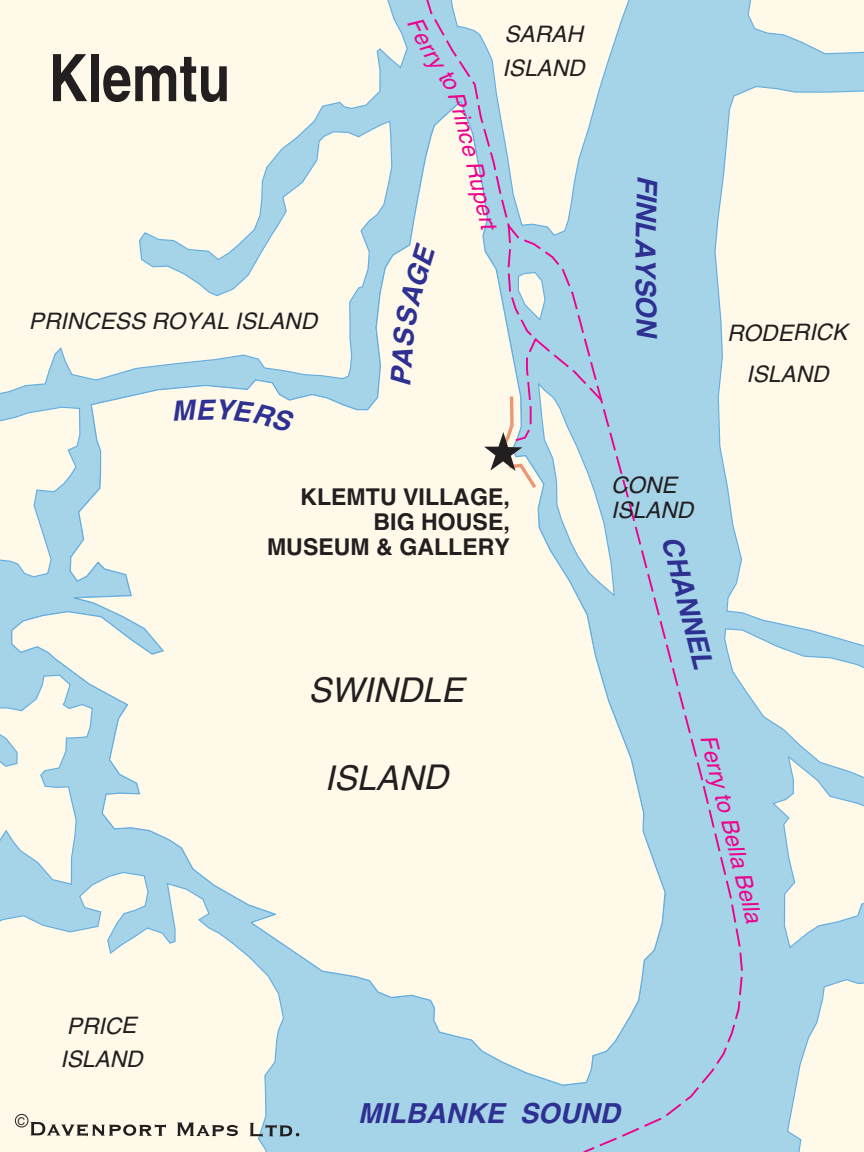 Klemtu
SARAH
ISLAND
Ferry to Prince Rupert
FINLAYSON
PASSAGE
PRINCESS ROYAL ISLAND
RODERICK
ISLAND
MEYERS
KLEMTU VILLAGE,
BIG HOUSE,
MUSEUM & GALLERY
CONE
ISLAND
CHANNEL
SWINDLE
ISLAND
Ferry to Bella Bella
PRICE
ISLAND
MILBANKE SOUND
©DAVENPORT MAPS LTD.